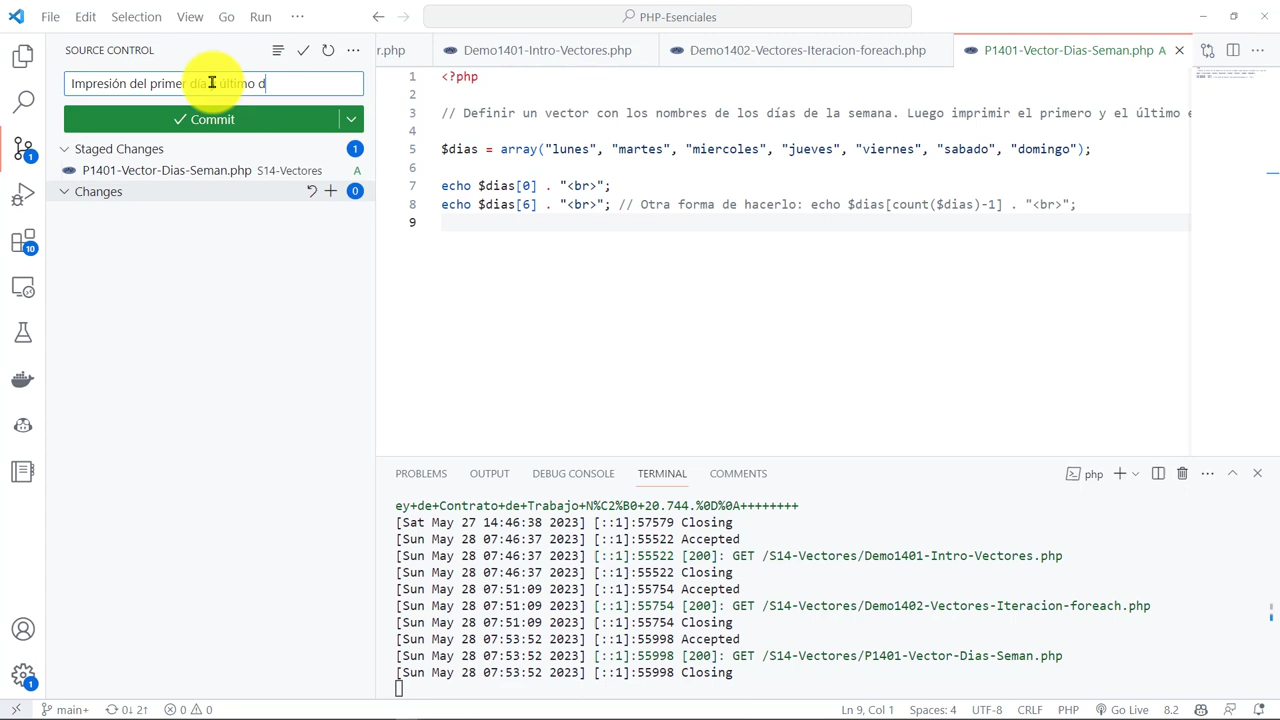 File Edit Selection View Go Run ··· PHP-Esenciales
SOURCE CONTROL
Impresión del primer día último d
Commit
Staged Changes 1
P1401-Vector-Dias-Seman.php S14-Vectores A
Changes 0
1
10
1
r.php Demo1401-Intro-Vectores.php Demo1402-Vectores-Iteracion-foreach.php P1401-Vector-Dias-Seman.php A
1 <?php
2
3 // Definir un vector con los nombres de los días de la semana. Luego imprimir el primero y el último e
4
5 $dias = array("lunes", "martes", "miercoles", "jueves", "viernes", "sabado", "domingo");
6
7 echo $dias[0] . "<br>";
8 echo $dias[6] . "<br>"; // Otra forma de hacerlo: echo $dias[count($dias)-1] . "<br>";
9
PROBLEMS OUTPUT DEBUG CONSOLE TERMINAL COMMENTS php
ey+de+Contrato+de+Trabajo+N%C2%B0+20.744.%0D%0A++++++++
[Sat May 27 14:46:38 2023] [::1]:57579 Closing
[Sun May 28 07:46:37 2023] [::1]:55522 Accepted
[Sun May 28 07:46:37 2023] [::1]:55522 [200]: GET /S14-Vectores/Demo1401-Intro-Vectores.php
[Sun May 28 07:46:37 2023] [::1]:55522 Closing
[Sun May 28 07:51:09 2023] [::1]:55754 Accepted
[Sun May 28 07:51:09 2023] [::1]:55754 [200]: GET /S14-Vectores/Demo1402-Vectores-Iteracion-foreach.php
[Sun May 28 07:51:09 2023] [::1]:55754 Closing
[Sun May 28 07:53:52 2023] [::1]:55998 Accepted
[Sun May 28 07:53:52 2023] [::1]:55998 [200]: GET /S14-Vectores/P1401-Vector-Dias-Seman.php
[Sun May 28 07:53:52 2023] [::1]:55998 Closing
main+ 0↓ 2↑ 0 0 Ln 9, Col 1 Spaces: 4 UTF-8 CRLF PHP Go Live 8.2